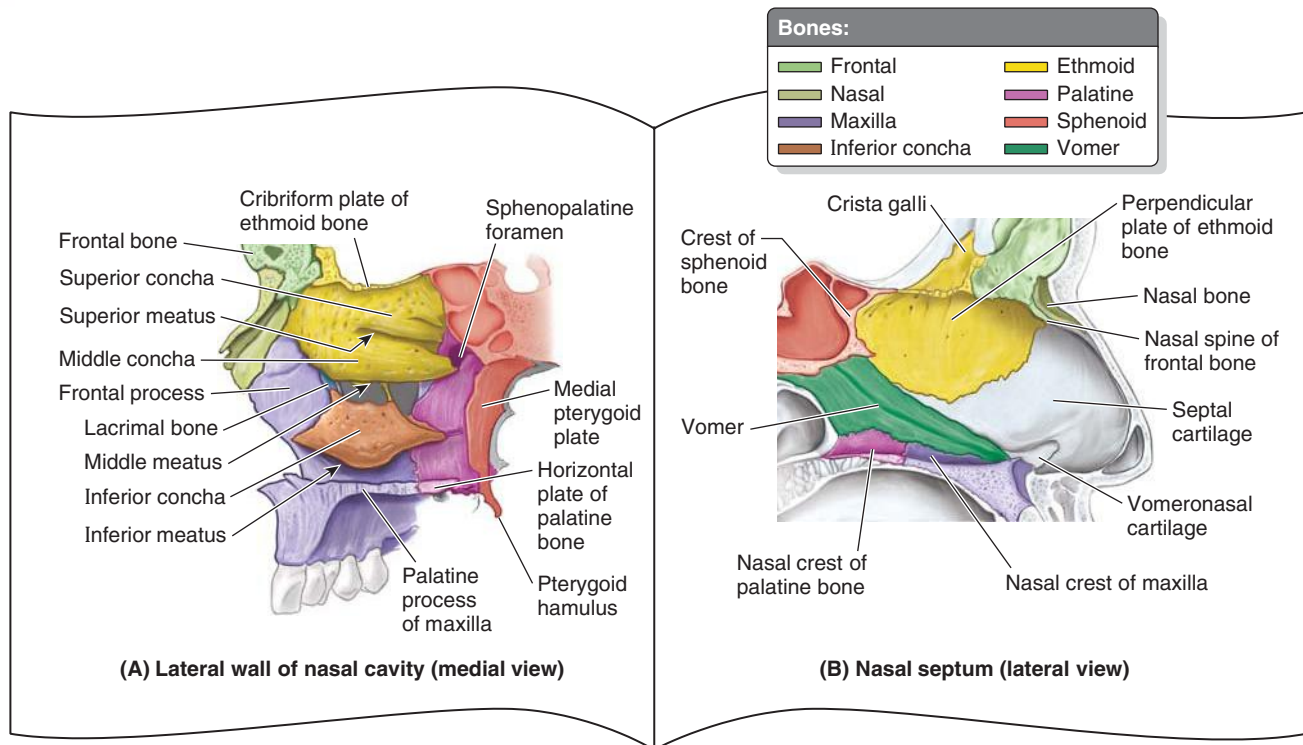 Bones:
Frontal
Nasal
Maxilla
Inferior concha
Ethmoid
Palatine
Sphenoid
Vomer
Cribriform plate of
ethmoid bone
Sphenopalatine
foramen
Frontal bone
Superior concha
Superior meatus
Middle concha
Frontal process
Lacrimal bone
Middle meatus
Inferior concha
Inferior meatus
Medial
pterygoid
plate
Horizontal
plate of
palatine
bone
Palatine
process
of maxilla
Pterygoid
hamulus
(A) Lateral wall of nasal cavity (medial view)
Crista galli
Perpendicular
plate of ethmoid
bone
Crest of
sphenoid
bone
Nasal bone
Nasal spine of
frontal bone
Vomer
Septal
cartilage
Vomeronasal
cartilage
Nasal crest of
palatine bone
Nasal crest of maxilla
(B) Nasal septum (lateral view)